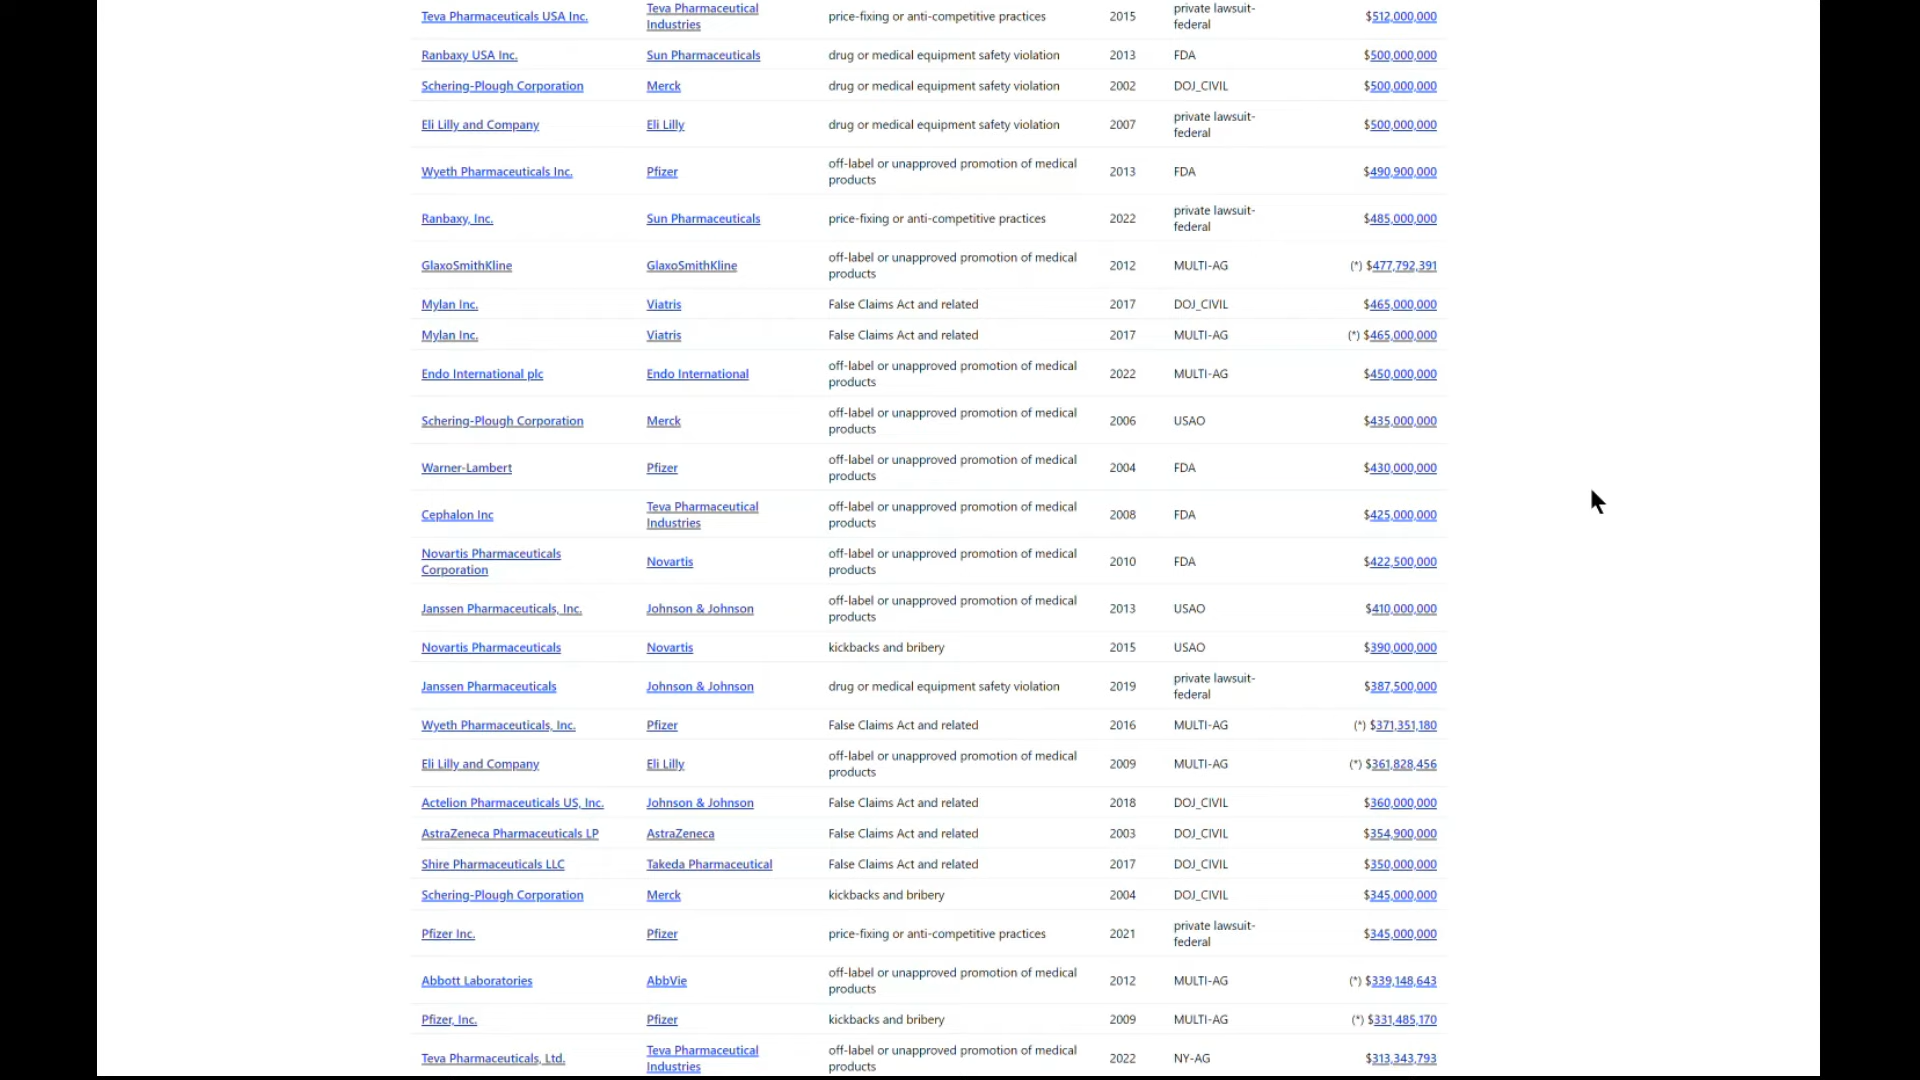 Teva Pharmaceuticals USA Inc. Teva Pharmaceutical Industries price-fixing or anti-competitive practices 2015 private lawsuit-federal $512,000,000
Ranbaxy USA Inc. Sun Pharmaceuticals drug or medical equipment safety violation 2013 FDA $500,000,000
Schering-Plough Corporation Merck drug or medical equipment safety violation 2002 DOJ_CIVIL $500,000,000
Eli Lilly and Company Eli Lilly drug or medical equipment safety violation 2007 private lawsuit-federal $500,000,000
Wyeth Pharmaceuticals Inc. Pfizer off-label or unapproved promotion of medical products 2013 FDA $490,900,000
Ranbaxy, Inc. Sun Pharmaceuticals price-fixing or anti-competitive practices 2022 private lawsuit-federal $485,000,000
GlaxoSmithKline GlaxoSmithKline off-label or unapproved promotion of medical products 2012 MULTI-AG (*) $477,792,391
Mylan Inc. Viatris False Claims Act and related 2017 DOJ_CIVIL $465,000,000
Mylan Inc. Viatris False Claims Act and related 2017 MULTI-AG (*) $465,000,000
Endo International plc Endo International off-label or unapproved promotion of medical products 2022 MULTI-AG $450,000,000
Schering-Plough Corporation Merck off-label or unapproved promotion of medical products 2006 USAO $435,000,000
Warner-Lambert Pfizer off-label or unapproved promotion of medical products 2004 FDA $430,000,000
Cephalon Inc Teva Pharmaceutical Industries off-label or unapproved promotion of medical products 2008 FDA $425,000,000
Novartis Pharmaceuticals Corporation Novartis off-label or unapproved promotion of medical products 2010 FDA $422,500,000
Janssen Pharmaceuticals, Inc. Johnson & Johnson off-label or unapproved promotion of medical products 2013 USAO $410,000,000
Novartis Pharmaceuticals Novartis kickbacks and bribery 2015 USAO $390,000,000
Janssen Pharmaceuticals Johnson & Johnson drug or medical equipment safety violation 2019 private lawsuit-federal $387,500,000
Wyeth Pharmaceuticals, Inc. Pfizer False Claims Act and related 2016 MULTI-AG (*) $371,351,180
Eli Lilly and Company Eli Lilly off-label or unapproved promotion of medical products 2009 MULTI-AG (*) $361,828,456
Actelion Pharmaceuticals US, Inc. Johnson & Johnson False Claims Act and related 2018 DOJ_CIVIL $360,000,000
AstraZeneca Pharmaceuticals LP AstraZeneca False Claims Act and related 2003 DOJ_CIVIL $354,900,000
Shire Pharmaceuticals LLC Takeda Pharmaceutical False Claims Act and related 2017 DOJ_CIVIL $350,000,000
Schering-Plough Corporation Merck kickbacks and bribery 2004 DOJ_CIVIL $345,000,000
Pfizer Inc. Pfizer price-fixing or anti-competitive practices 2021 private lawsuit-federal $345,000,000
Abbott Laboratories AbbVie off-label or unapproved promotion of medical products 2012 MULTI-AG (*) $339,148,643
Pfizer, Inc. Pfizer kickbacks and bribery 2009 MULTI-AG (*) $331,485,170
Teva Pharmaceuticals, Ltd. Teva Pharmaceutical Industries off-label or unapproved promotion of medical products 2022 NY-AG $313,343,793